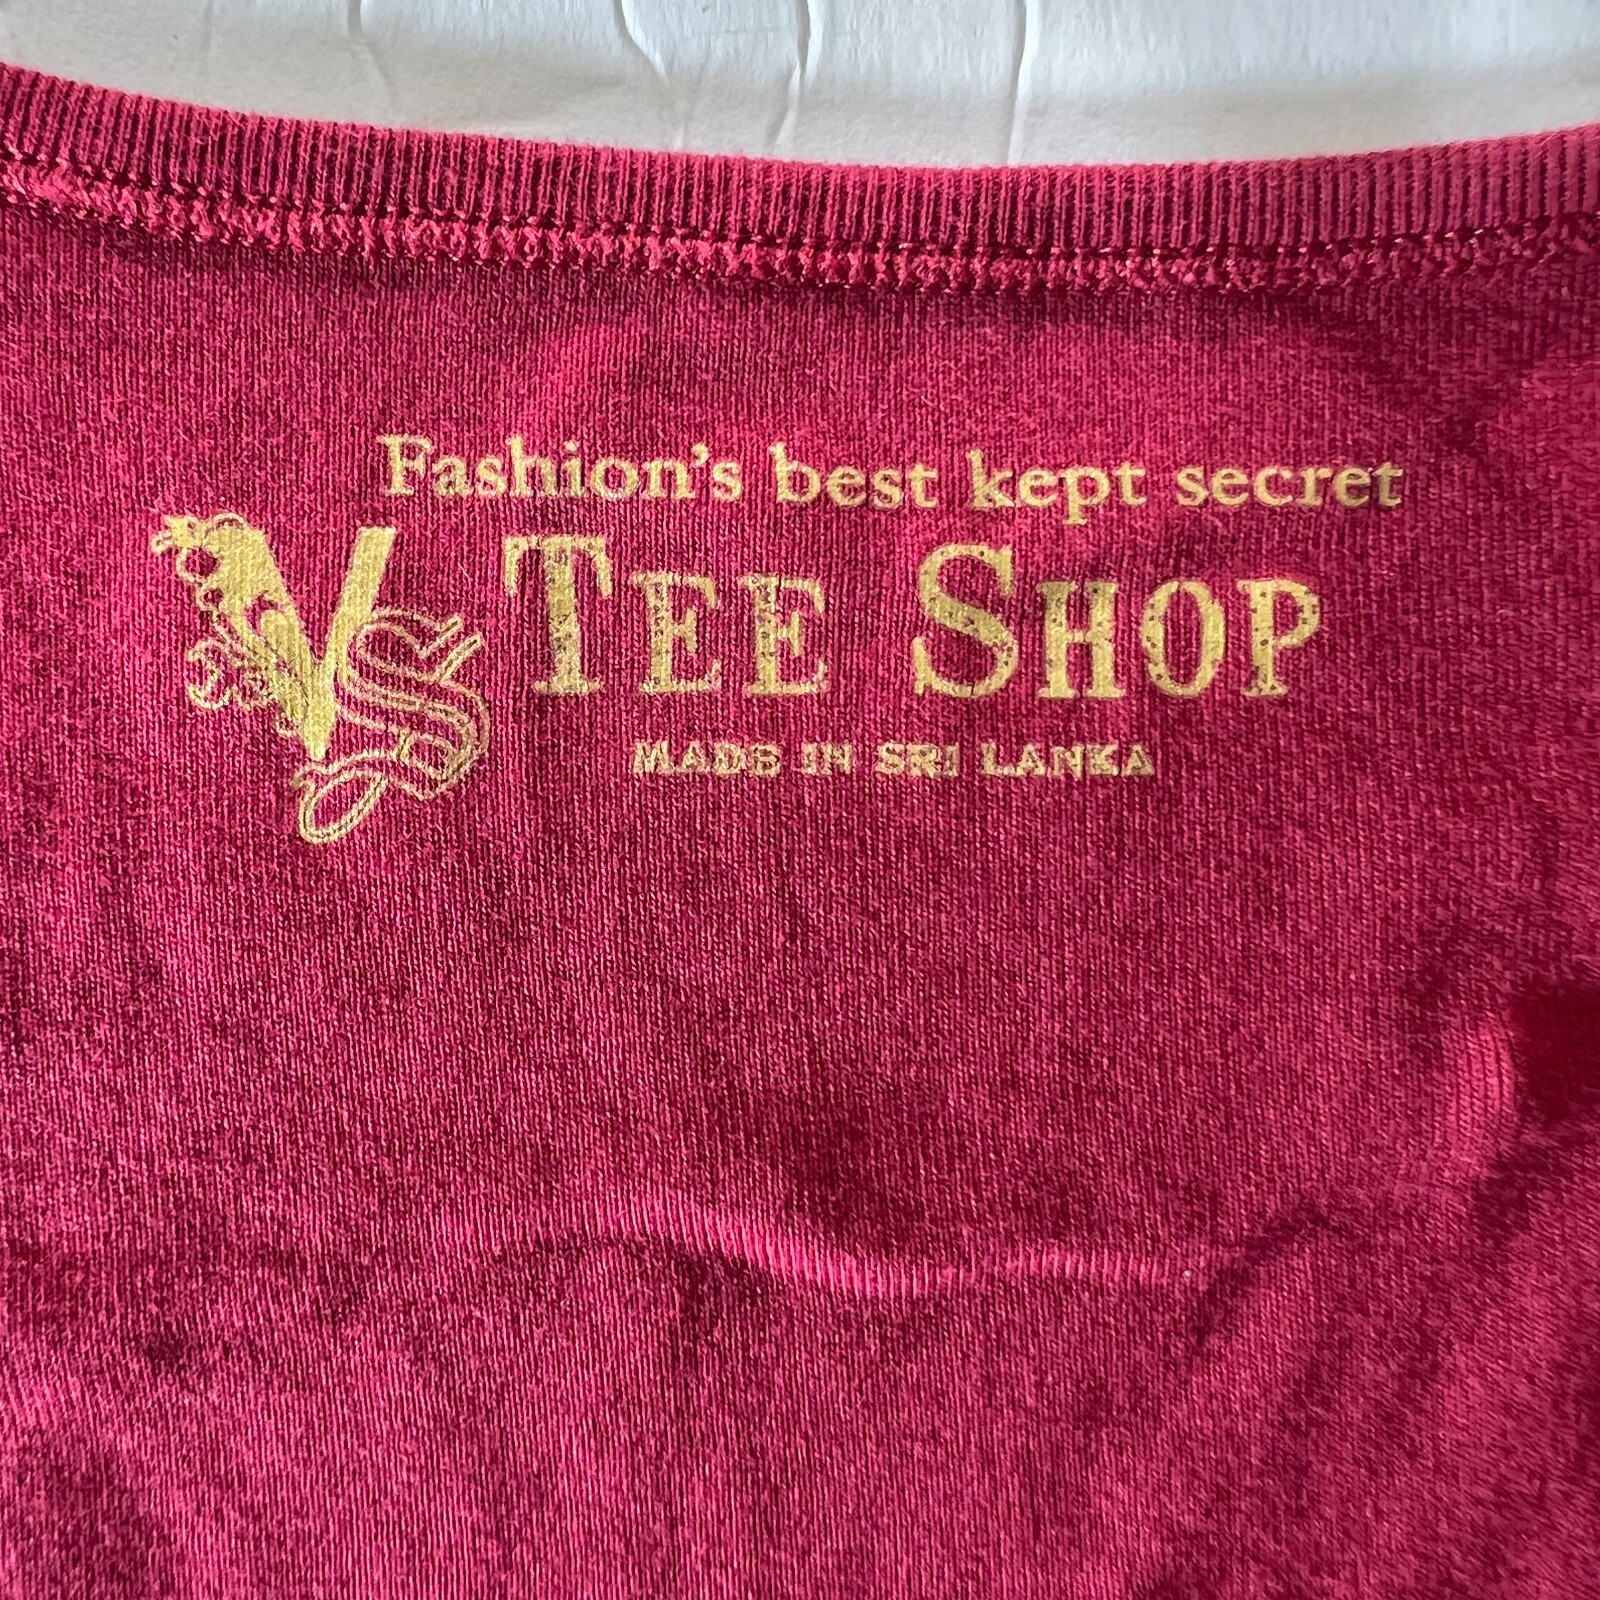 Fashion's best kept secret
VS TEE SHOP
MADE IN SRI LANKA